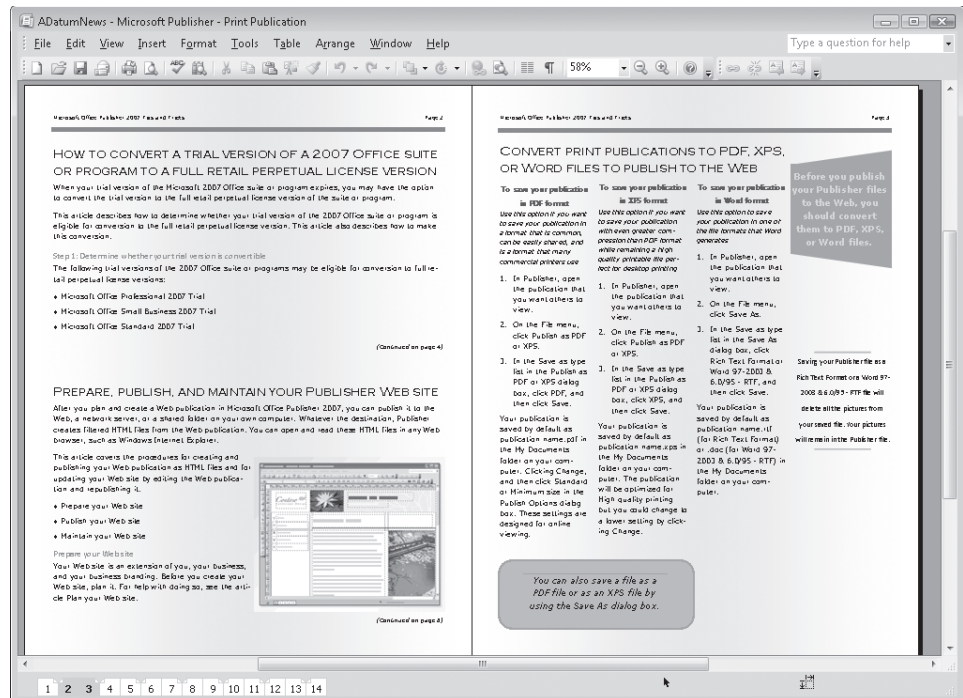 ADatumNews - Microsoft Publisher - Print Publication
File Edit View Insert Format Tools Table Arrange Window Help
Type a question for help
58%
Microsoft Office Publisher 2007 Tips and Tricks
Page 2
HOW TO CONVERT A TRIAL VERSION OF A 2007 OFFICE SUITE
OR PROGRAM TO A FULL RETAIL PERPETUAL LICENSE VERSION
When your trial version of the Microsoft 2007 Office suite or program expires, you may have the option
to convert the trial version to the full retail perpetual license version of the suite or program.
This article describes how to determine whether your trial version of the 2007 Office suite or program is
eligible for conversion to the full retail perpetual license version. This article also describes how to make
this conversion.
Step 1: Determine whether your trial version is convertible
The following trial versions of the 2007 Office suite or programs may be eligible for conversion to full re-
tail perpetual license versions:
♦ Microsoft Office Professional 2007 Trial
♦ Microsoft Office Small Business 2007 Trial
♦ Microsoft Office Standard 2007 Trial
(Continued on page 4)
PREPARE, PUBLISH, AND MAINTAIN YOUR PUBLISHER WEB SITE
After you plan and create a Web publication in Microsoft Office Publisher 2007, you can publish it to the
Web, a network server, or a shared folder on your own computer. Whatever the destination, Publisher
creates filtered HTML files from the Web publication. You can open and read these HTML files in any Web
browser, such as Windows Internet Explorer.
This article covers the procedures for creating and
publishing your Web publication as HTML files and for
updating your Web site by editing the Web publica-
tion and republishing it.
♦ Prepare your Web site
♦ Publish your Web site
♦ Maintain your Web site
Prepare your Web site
Your Web site is an extension of you, your business,
and your business branding. Before you create your
Web site, plan it. For help with doing so, see the arti-
cle Plan your Web site.
(Continued on page 8)
Microsoft Office Publisher 2007 Tips and Tricks
Page 3
CONVERT PRINT PUBLICATIONS TO PDF, XPS,
OR WORD FILES TO PUBLISH TO THE WEB
To save your publication
in PDF format
Use this option if you want
to save your publication in
a format that is common,
can be easily shared, and
is a format that many
commercial printers use
1. In Publisher, open
the publication that
you want others to
view.
2. On the File menu,
click Publish as PDF
or XPS.
3. In the Save as type
list in the Publish as
PDF or XPS dialog
box, click PDF, and
then click Save.
Your publication is
saved by default as
publication name.pdf in
the My Documents
folder on your com-
puter. Clicking Change,
and then click Standard
or Minimum size in the
Publish Options dialog
box. These settings are
designed for online
viewing.
To save your publication
in XPS format
Use this option if you want
to save your publication
with even greater com-
pression than PDF format
while remaining a high
quality printable file per-
fect for desktop printing
1. In Publisher, open
the publication that
you want others to
view.
2. On the File menu,
click Publish as PDF
or XPS.
3. In the Save as type
list in the Publish as
PDF or XPS dialog
box, click XPS, and
then click Save.
Your publication is
saved by default as
publication name.xps in
the My Documents
folder on your com-
puter. The publication
will be optimized for
High quality printing
but you could change to
a lower setting by click-
ing Change.
To save your publication
in Word format
Use this option to save
your publication in one of
the file formats that Word
generates
1. In Publisher, open
the publication that
you want others to
view.
2. On the File menu,
click Save As.
3. In the Save as type
list in the Save As
dialog box, click
Rich Text Format or
Word 97-2003 &
6.0/95 - RTF, and
then click Save.
Your publication is
saved by default as
publication name.rtf
(for Rich Text Format)
or .doc (for Word 97-
2003 & 6.0/95 - RTF) in
the My Documents
folder on your com-
puter.
Before you publish
your Publisher files
to the Web, you
should convert
them to PDF, XPS,
or Word files.
Saving your Publisher file as a
Rich Text Format or a Word 97-
2003 & 6.0/95 - RTF file will
delete all the pictures from
your saved file. Your pictures
will remain in the Publisher file.
You can also save a file as a
PDF file or as an XPS file by
using the Save As dialog box.
1 2 3 4 5 6 7 8 9 10 11 12 13 14